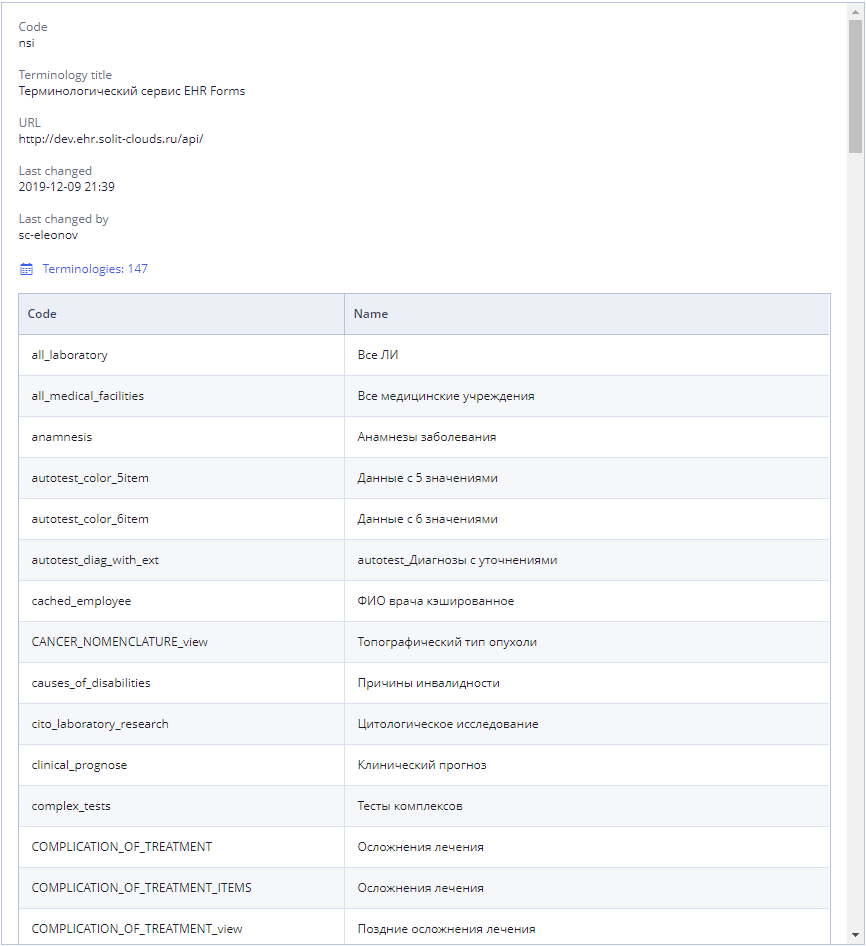 Code
nsi
Terminology title
Терминологический сервис EHR Forms
URL
http://dev.ehr.solit-clouds.ru/api/
Last changed
2019-12-09 21:39
Last changed by
sc-eleonov
Terminologies: 147
Code Name
all_laboratory Все ЛИ
all_medical_facilities Все медицинские учреждения
anamnesis Анамнезы заболевания
autotest_color_5item Данные с 5 значениями
autotest_color_6item Данные с 6 значениями
autotest_diag_with_ext autotest_Диагнозы с уточнениями
cached_employee ФИО врача кэшированное
CANCER_NOMENCLATURE_view Топографический тип опухоли
causes_of_disabilities Причины инвалидности
cito_laboratory_research Цитологическое исследование
clinical_prognose Клинический прогноз
complex_tests Тесты комплексов
COMPLICATION_OF_TREATMENT Осложнения лечения
COMPLICATION_OF_TREATMENT_ITEMS Осложнения лечения
COMPLICATION_OF_TREATMENT_view Поздние осложнения лечения